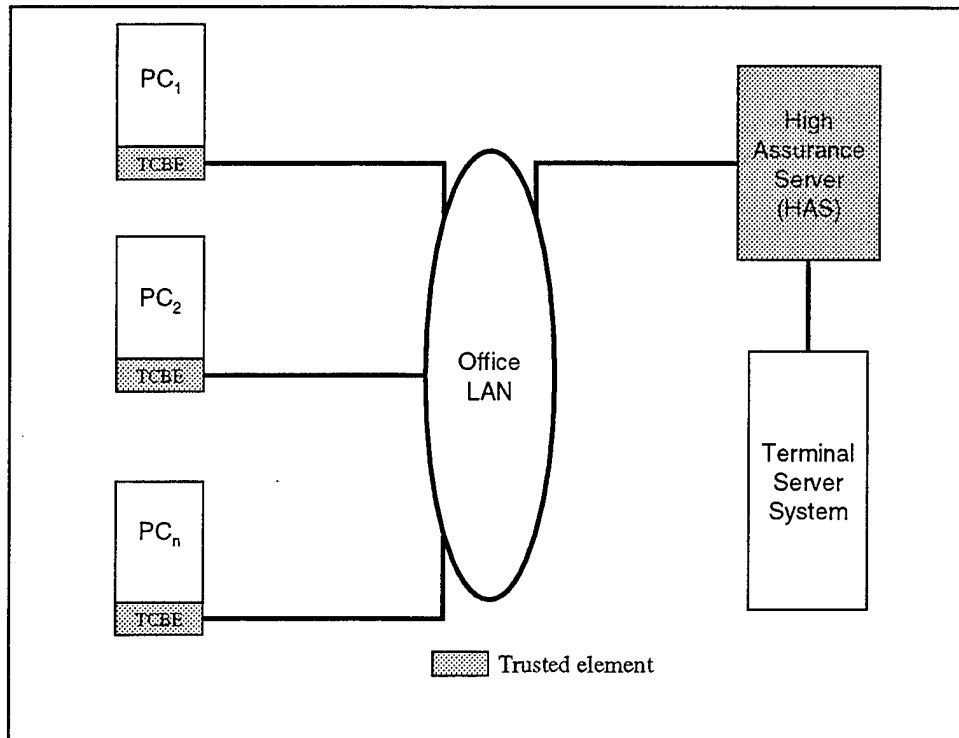 PC1
TCBE
PC2
TCBE
PCn
TCBE
Office
LAN
High
Assurance
Server
(HAS)
Terminal
Server
System
Trusted element